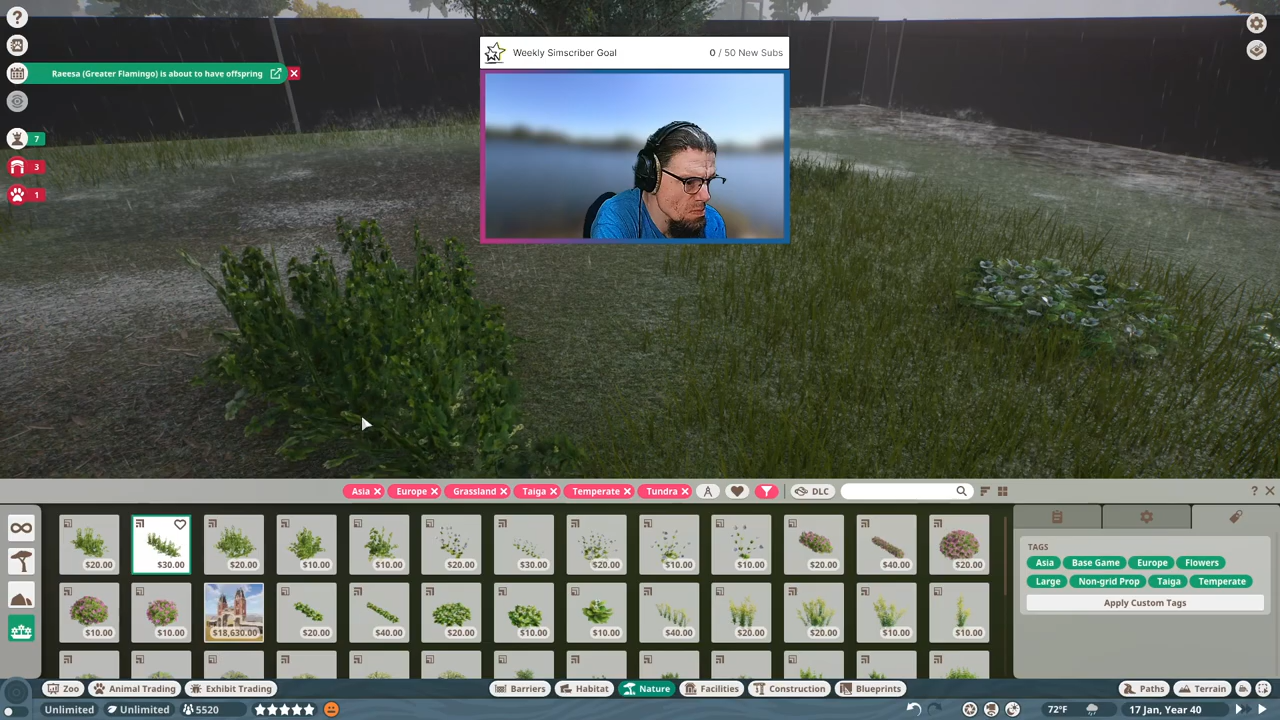 Weekly Simscriber Goal 0 / 50 New Subs
Raeesa (Greater Flamingo) is about to have offspring
7
3
1
Asia Europe Grassland Taiga Temperate Tundra DLC
$20.00 $30.00 $20.00 $10.00 $10.00 $20.00 $30.00 $20.00 $10.00 $10.00 $20.00 $40.00 $20.00
$10.00 $10.00 $18,630.00 $20.00 $40.00 $20.00 $10.00 $10.00 $40.00 $20.00 $20.00 $10.00 $10.00
TAGS
Asia Base Game Europe Flowers
Large Non-grid Prop Taiga Temperate
Apply Custom Tags
Zoo Animal Trading Exhibit Trading Barriers Habitat Nature Facilities Construction Blueprints Paths Terrain
Unlimited Unlimited 5520 72°F 17 Jan, Year 40